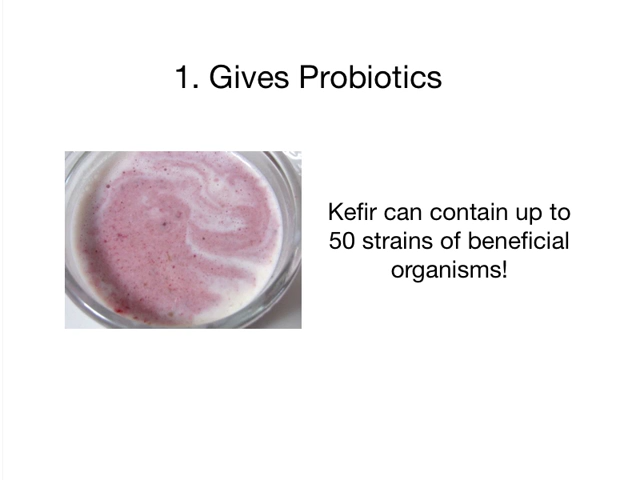 1. Gives Probiotics
Kefir can contain up to
50 strains of beneficial
organisms!